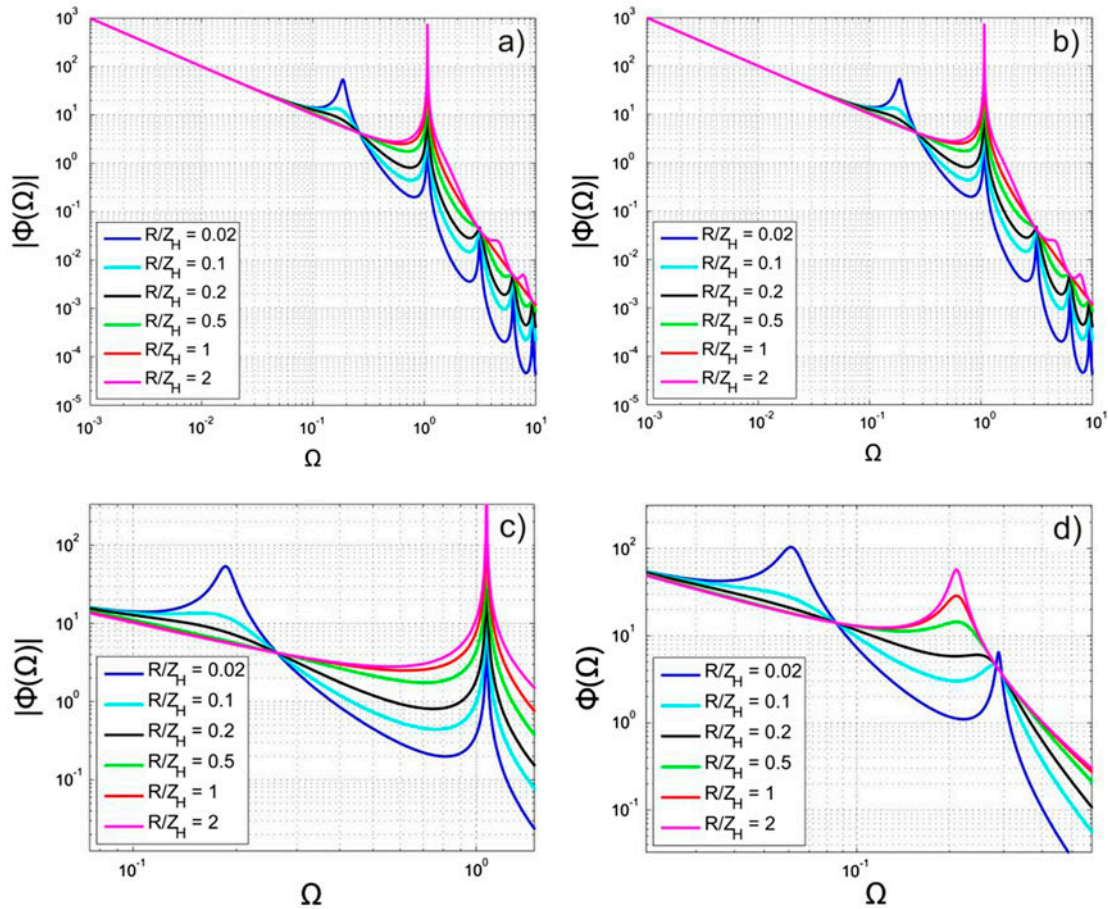 a)
|Φ(Ω)|
10^3
10^2
10^1
10^0
10^-1
10^-2
10^-3
10^-4
10^-5
R/Z_H = 0.02
R/Z_H = 0.1
R/Z_H = 0.2
R/Z_H = 0.5
R/Z_H = 1
R/Z_H = 2
10^-3
10^-2
10^-1
10^0
10^1
Ω
b)
|Φ(Ω)|
10^3
10^2
10^1
10^0
10^-1
10^-2
10^-3
10^-4
10^-5
R/Z_H = 0.02
R/Z_H = 0.1
R/Z_H = 0.2
R/Z_H = 0.5
R/Z_H = 1
R/Z_H = 2
10^-3
10^-2
10^-1
10^0
10^1
Ω
c)
|Φ(Ω)|
10^2
10^1
10^0
10^-1
R/Z_H = 0.02
R/Z_H = 0.1
R/Z_H = 0.2
R/Z_H = 0.5
R/Z_H = 1
R/Z_H = 2
10^-1
10^0
Ω
d)
Φ(Ω)
10^2
10^1
10^0
10^-1
R/Z_H = 0.02
R/Z_H = 0.1
R/Z_H = 0.2
R/Z_H = 0.5
R/Z_H = 1
R/Z_H = 2
10^-1
Ω